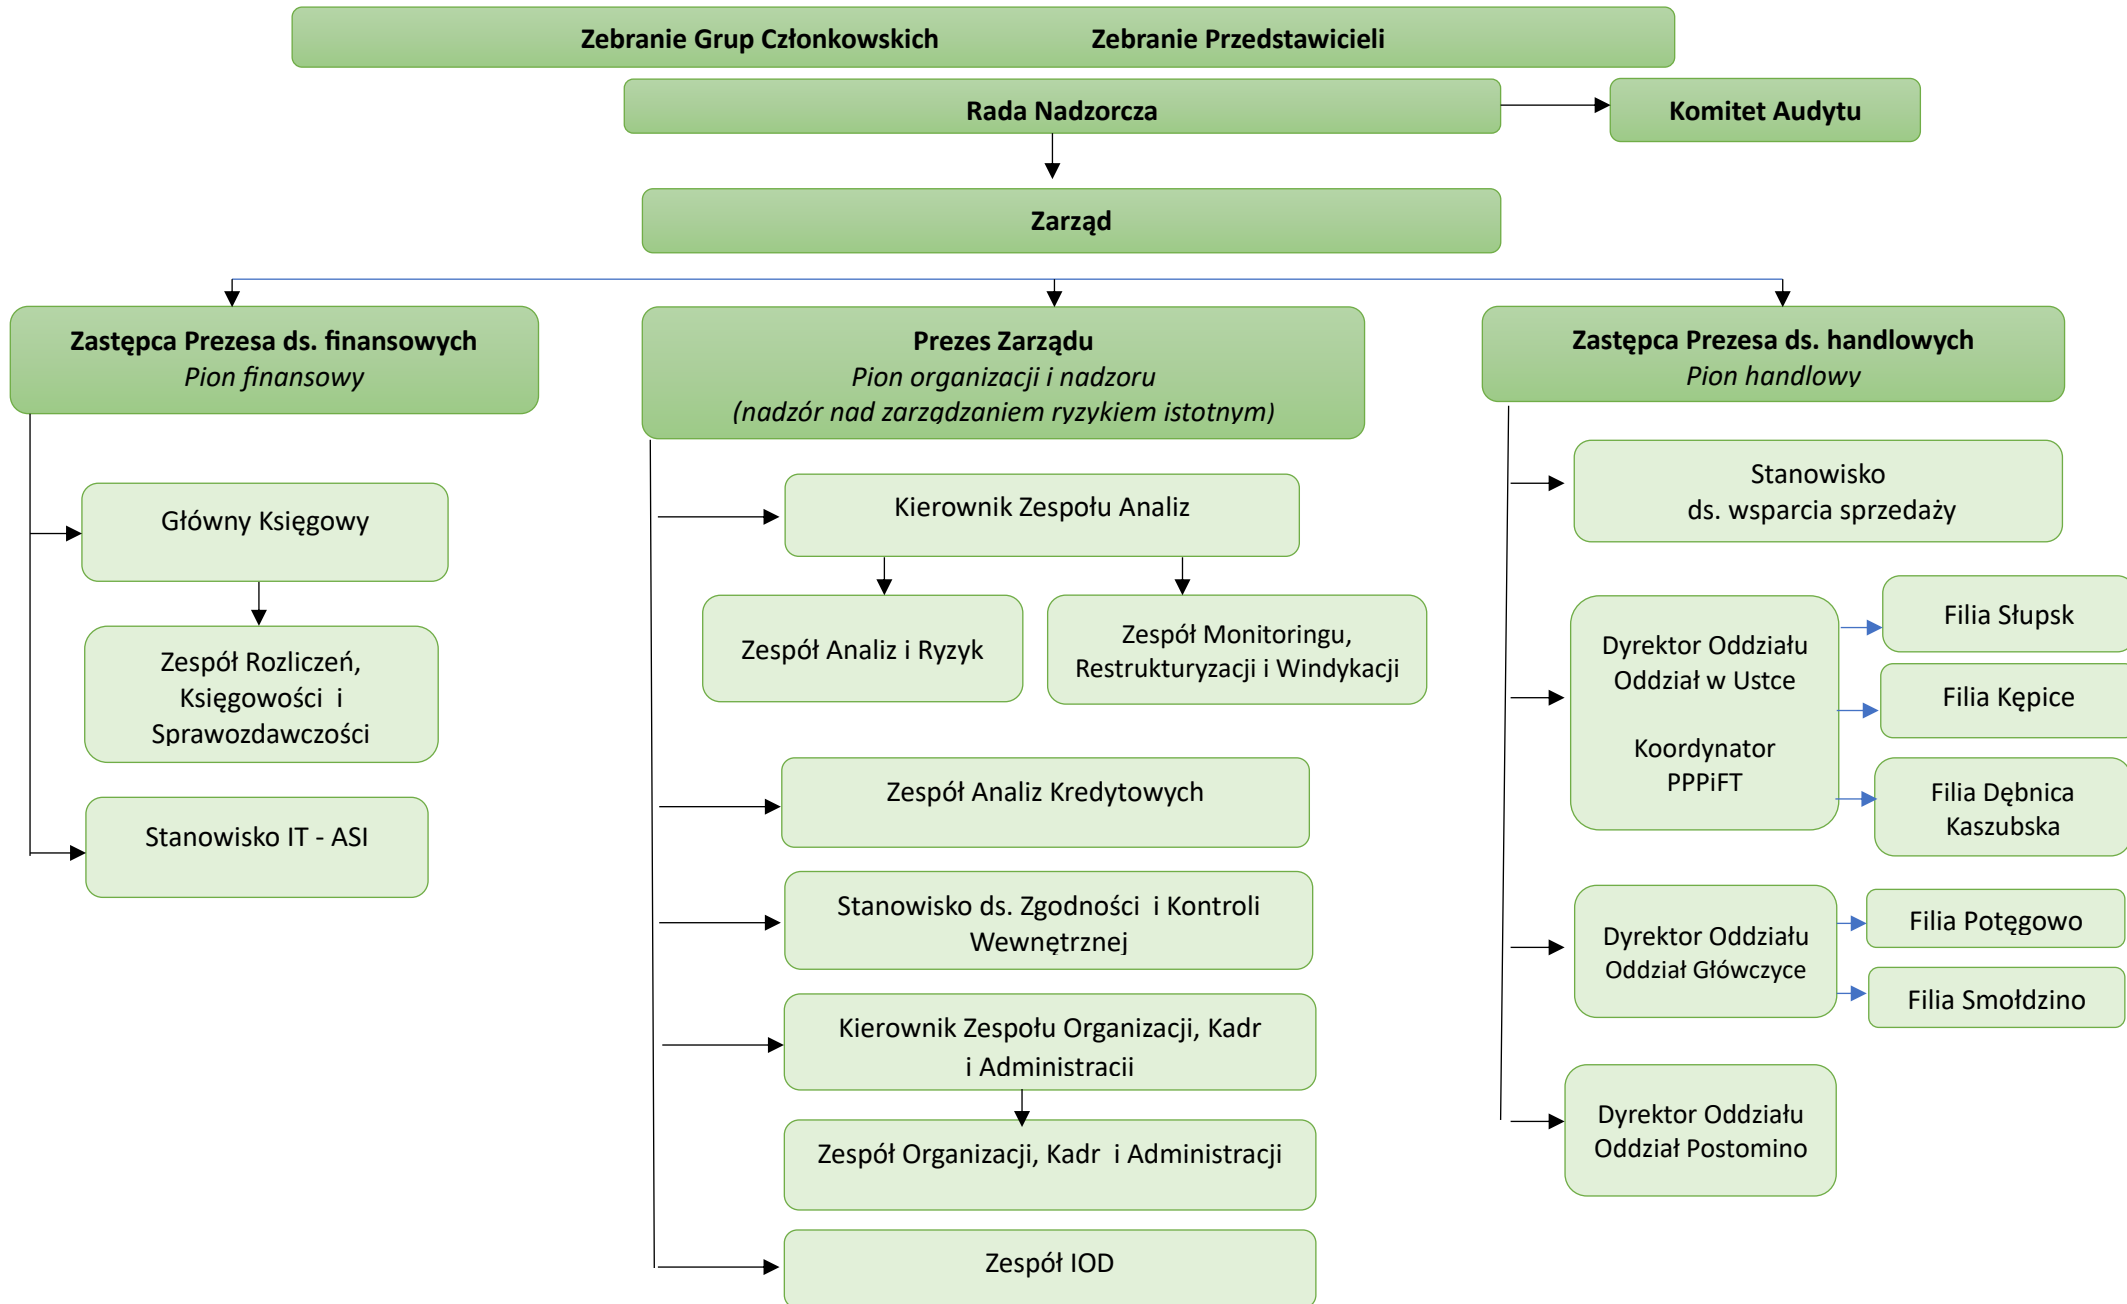 Zebranie Grup Członkowskich Zebranie Przedstawicieli
Rada Nadzorcza
Komitet Audytu
Zarząd
Zastępca Prezesa ds. finansowych
Pion finansowy
Prezes Zarządu
Pion organizacji i nadzoru
(nadzór nad zarządzaniem ryzykiem istotnym)
Zastępca Prezesa ds. handlowych
Pion handlowy
Główny Księgowy
Zespół Rozliczeń,
Księgowości i
Sprawozdawczości
Stanowisko IT - ASI
Kierownik Zespołu Analiz
Zespół Analiz i Ryzyk
Zespół Monitoringu,
Restrukturyzacji i Windykacji
Zespół Analiz Kredytowych
Stanowisko ds. Zgodności i Kontroli
Wewnętrznej
Kierownik Zespołu Organizacji, Kadr
i Administracji
Zespół Organizacji, Kadr i Administracji
Zespół IOD
Stanowisko
ds. wsparcia sprzedaży
Dyrektor Oddziału
Oddział w Ustce
Koordynator
PPPiFT
Filia Słupsk
Filia Kępice
Filia Dębnica
Kaszubska
Dyrektor Oddziału
Oddział Główczyce
Filia Potęgowo
Filia Smołdzino
Dyrektor Oddziału
Oddział Postomino